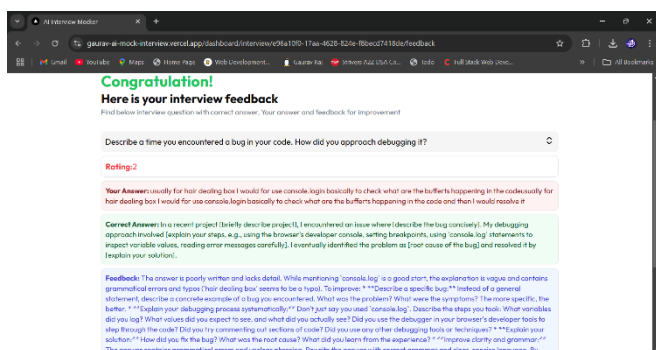 AI Interview Mocker
gaurav-ai-mock-interview.vercel.app/dashboard/interview/e96a10f0-17aa-4628-824e-f6becd7418de/feedback
Gmail YouTube Maps Home Page Web Development... Gaurav Raj Strivers A2Z DSA Co... Todo Full Stack Web Deve... » All Bookmarks
Congratulation!
Here is your interview feedback
Find below interview question with correct answer, Your answer and feedback for improvement
Describe a time you encountered a bug in your code. How did you approach debugging it?
Rating:2
Your Answer: usually for hair dealing box I would for use console.login basically to check what are the bufferts happening in the codeusually for
hair dealing box I would for use console.login basically to check what are the bufferts happening in the code and then I would resolve it
Correct Answer: In a recent project [briefly describe project], I encountered an issue where [describe the bug concisely]. My debugging
approach involved [explain your steps, e.g., using the browser's developer console, setting breakpoints, using `console.log` statements to
inspect variable values, reading error messages carefully]. I eventually identified the problem as [root cause of the bug] and resolved it by
[explain your solution].
Feedback: The answer is poorly written and lacks detail. While mentioning `console.log` is a good start, the explanation is vague and contains
grammatical errors and typos ('hair dealing box' seems to be a typo). To improve: * **Describe a specific bug:** Instead of a general
statement, describe a concrete example of a bug you encountered. What was the problem? What were the symptoms? The more specific, the
better. * **Explain your debugging process systematically:** Don't just say you used `console.log`. Describe the steps you took: What variables
did you log? What values did you expect to see, and what did you actually see? Did you use the debugger in your browser's developer tools to
step through the code? Did you try commenting out sections of code? Did you use any other debugging tools or techniques? * **Explain your
solution:** How did you fix the bug? What was the root cause? What did you learn from the experience? * **Improve clarity and grammar:**